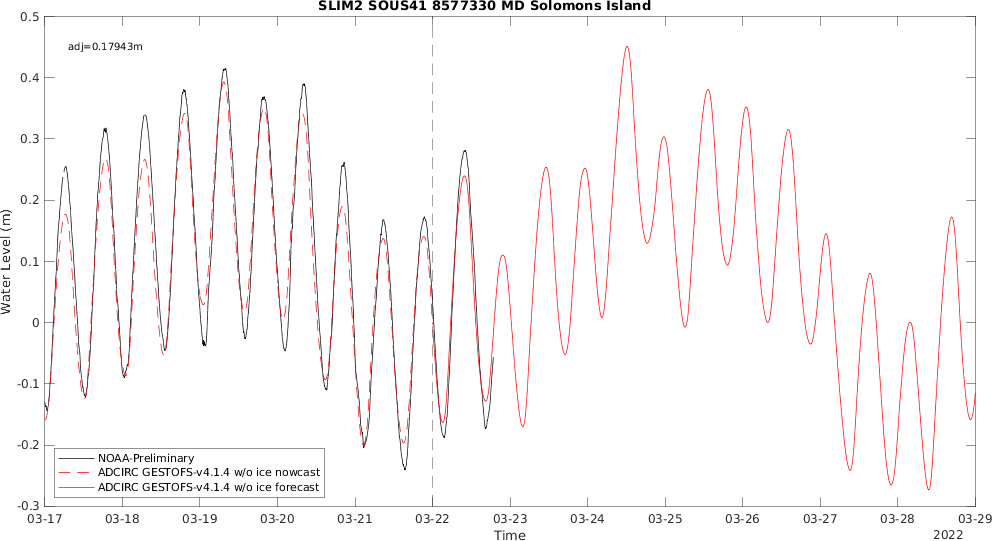 SLIM2 SOUS41 8577330 MD Solomons Island
adj=0.17943m
Water Level (m)
0.5
0.4
0.3
0.2
0.1
0
-0.1
-0.2
-0.3
NOAA-Preliminary
ADCIRC GESTOFS-v4.1.4 w/o ice nowcast
ADCIRC GESTOFS-v4.1.4 w/o ice forecast
03-17 03-18 03-19 03-20 03-21 03-22 03-23 03-24 03-25 03-26 03-27 03-28 03-29
Time
2022